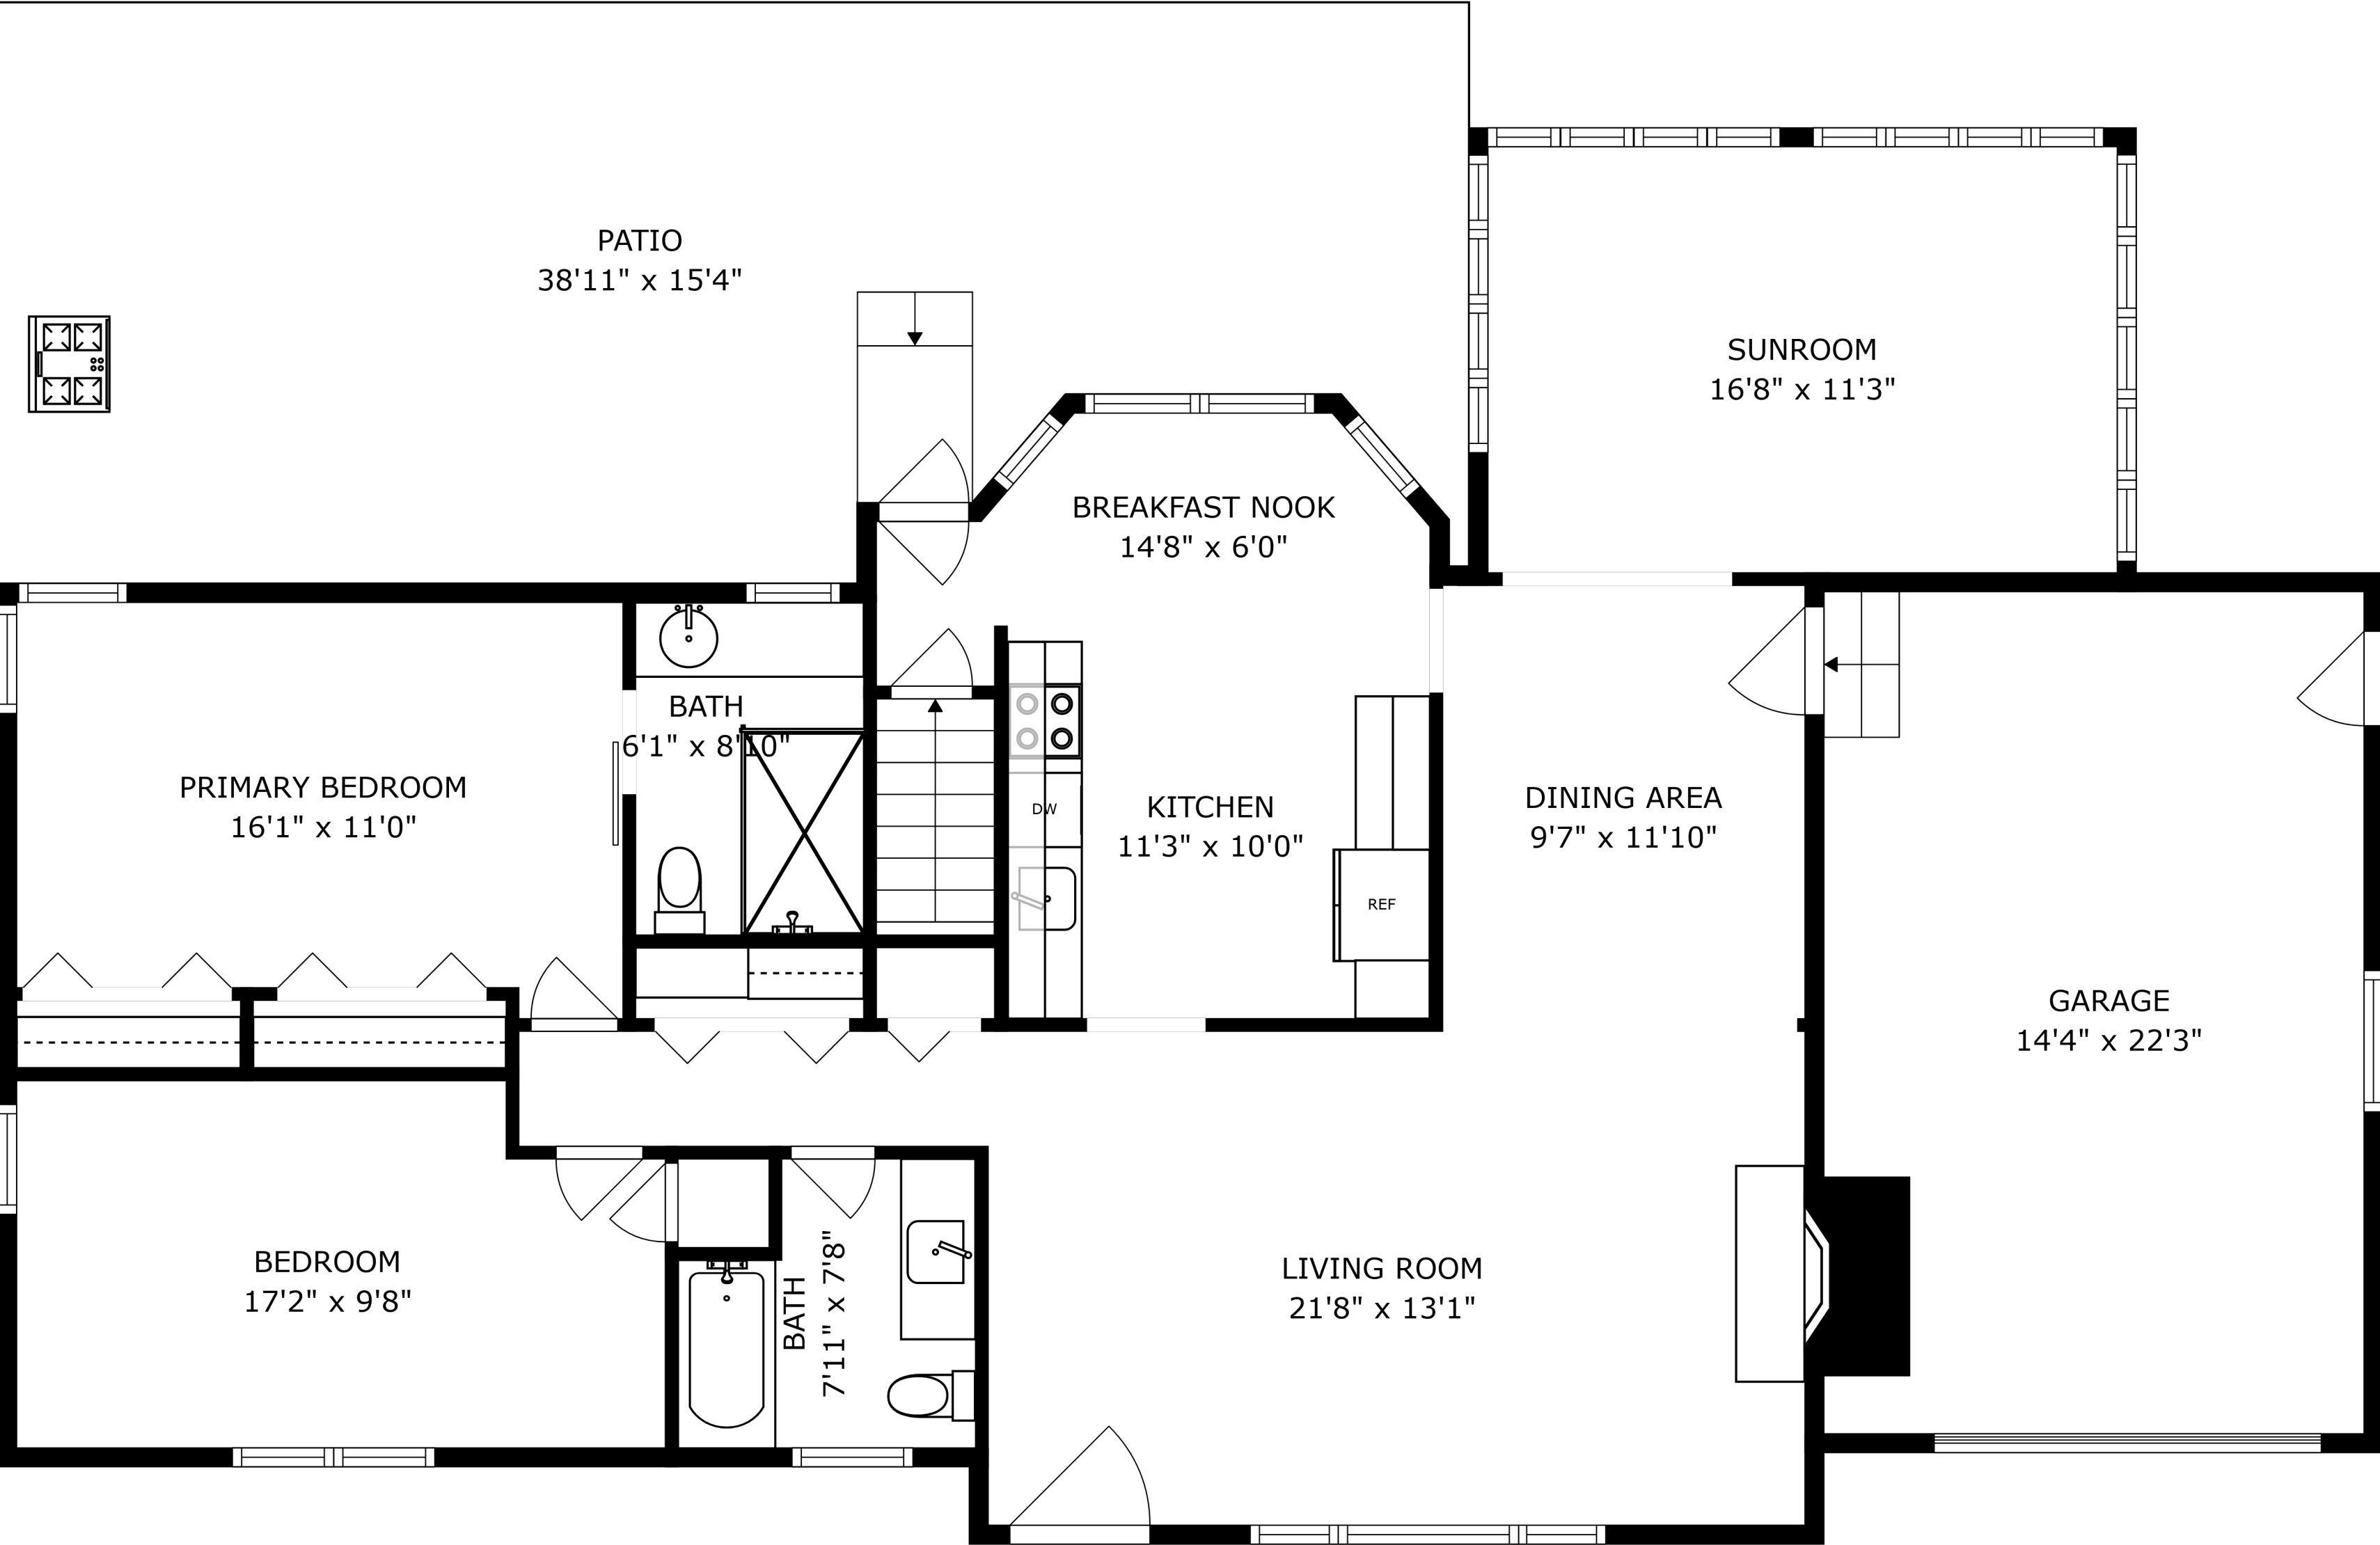 PATIO
38'11" x 15'4"
SUNROOM
16'8" x 11'3"
BREAKFAST NOOK
14'8" x 6'0"
BATH
6'1" x 8'10"
PRIMARY BEDROOM
16'1" x 11'0"
DW
KITCHEN
11'3" x 10'0"
DINING AREA
9'7" x 11'10"
REF
GARAGE
14'4" x 22'3"
BEDROOM
17'2" x 9'8"
BATH
7'11" x 7'8"
LIVING ROOM
21'8" x 13'1"